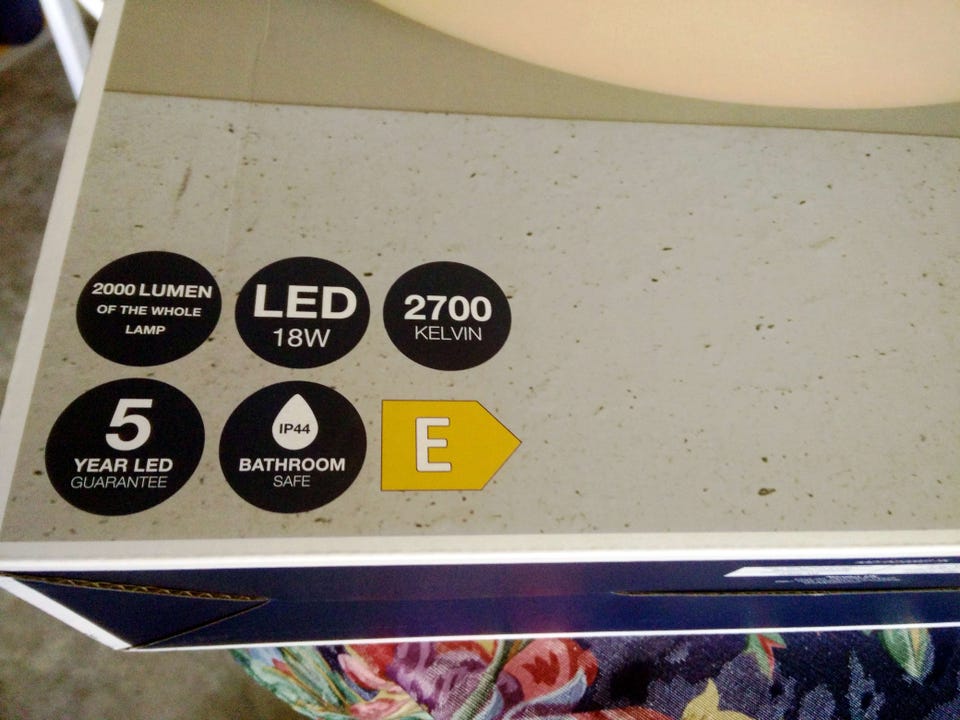 2000 LUMEN
OF THE WHOLE
LAMP
LED
18W
2700
KELVIN
5
YEAR LED
GUARANTEE
IP44
BATHROOM
SAFE
E